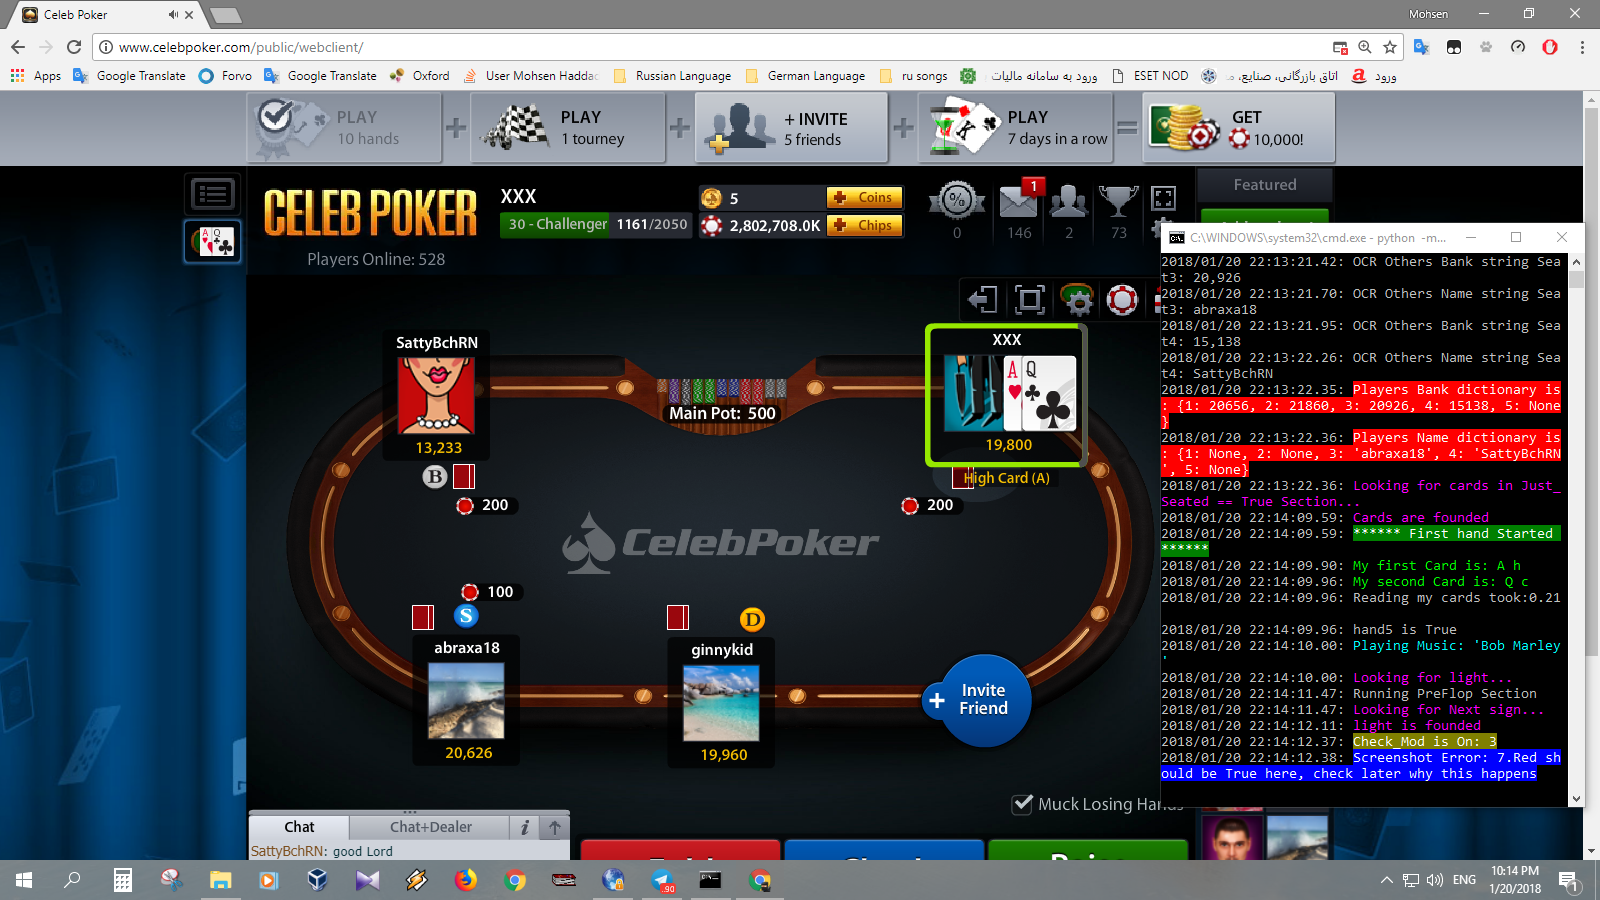 Celeb Poker
Mohsen
www.celebpoker.com/public/webclient/
Apps
Google Translate
Forvo
Google Translate
Oxford
User Mohsen Haddac
Russian Language
German Language
ru songs
ورود به سامانه مالیات
ESET NOD
اتاق بازرگانی، صنایع، م
ورود
PLAY
10 hands
PLAY
1 tourney
+ INVITE
5 friends
PLAY
7 days in a row
GET
10,000!
CELEB POKER
XXX
30 - Challenger 1161/2050
5
Coins
2,802,708.0K
Chips
Players Online: 528
0
1
146
2
73
Featured
SattyBchRN
13,233
B
200
Main Pot: 500
XXX
A Q
19,800
High Card (A)
200
CelebPoker
100
S
abraxa18
20,626
D
ginnykid
19,960
Invite
Friend
Muck Losing Hands
Chat
Chat+Dealer
i
SattyBchRN: good Lord
C:\WINDOWS\system32\cmd.exe - python -m...
2018/01/20 22:13:21.42: OCR Others Bank string Sea
t3: 20,926
2018/01/20 22:13:21.70: OCR Others Name string Sea
t3: abraxa18
2018/01/20 22:13:21.95: OCR Others Bank string Sea
t4: 15,138
2018/01/20 22:13:22.26: OCR Others Name string Sea
t4: SattyBchRN
2018/01/20 22:13:22.35: Players Bank dictionary is
: {1: 20656, 2: 21860, 3: 20926, 4: 15138, 5: None
}
2018/01/20 22:13:22.36: Players Name dictionary is
: {1: None, 2: None, 3: 'abraxa18', 4: 'SattyBchRN
', 5: None}
2018/01/20 22:13:22.36: Looking for cards in Just_
Seated == True Section...
2018/01/20 22:14:09.59: Cards are founded
2018/01/20 22:14:09.59: ****** First hand Started
******
2018/01/20 22:14:09.90: My first Card is: A h
2018/01/20 22:14:09.96: My second Card is: Q c
2018/01/20 22:14:09.96: Reading my cards took:0.21
2018/01/20 22:14:09.96: hand5 is True
2018/01/20 22:14:10.00: Playing Music: 'Bob Marley
'
2018/01/20 22:14:10.00: Looking for light...
2018/01/20 22:14:11.47: Running PreFlop Section
2018/01/20 22:14:11.47: Looking for Next sign...
2018/01/20 22:14:12.11: light is founded
2018/01/20 22:14:12.37: Check_Mod is On: 3
2018/01/20 22:14:12.38: Screenshot Error: 7.Red sh
ould be True here, check later why this happens
.90
ENG
10:14 PM
1/20/2018
1